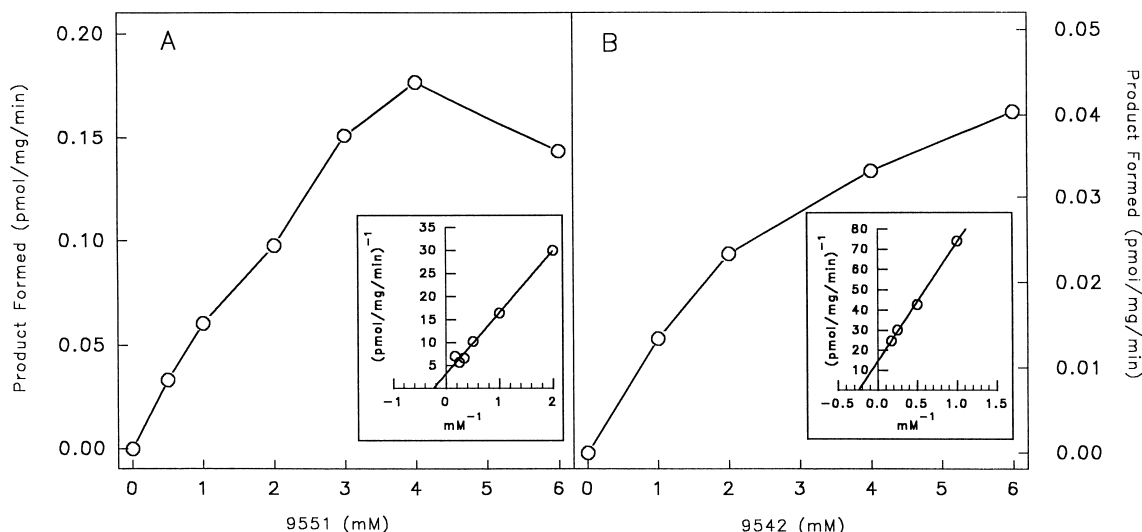 A
Product Formed (pmol/mg/min)
0.20
0.15
0.10
0.05
0.00
0 1 2 3 4 5 6
9551 (mM)
(pmol/mg/min)⁻¹
35
30
25
20
15
10
5
−1 0 1 2
mM⁻¹
B
Product Formed (pmol/mg/min)
0.05
0.04
0.03
0.02
0.01
0.00
0 1 2 3 4 5 6
9542 (mM)
(pmol/mg/min)⁻¹
80
70
60
50
40
30
20
10
−0.5 0.0 0.5 1.0 1.5
mM⁻¹